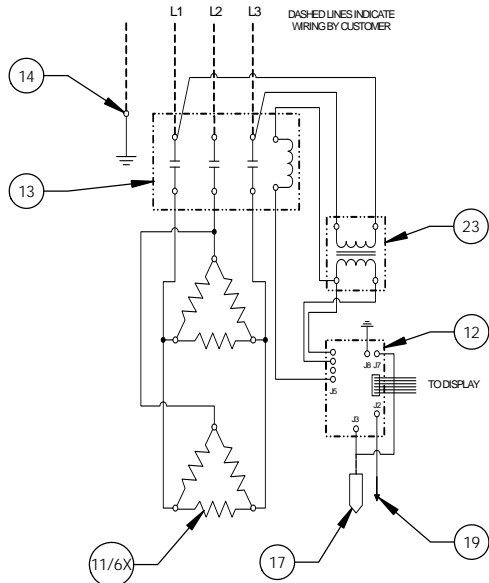 L1 L2 L3
DASHED LINES INDICATE
WIRING BY CUSTOMER
14
13
23
12
J8 J7
J5
TO DISPLAY
J2
J3
11/6X
17
19